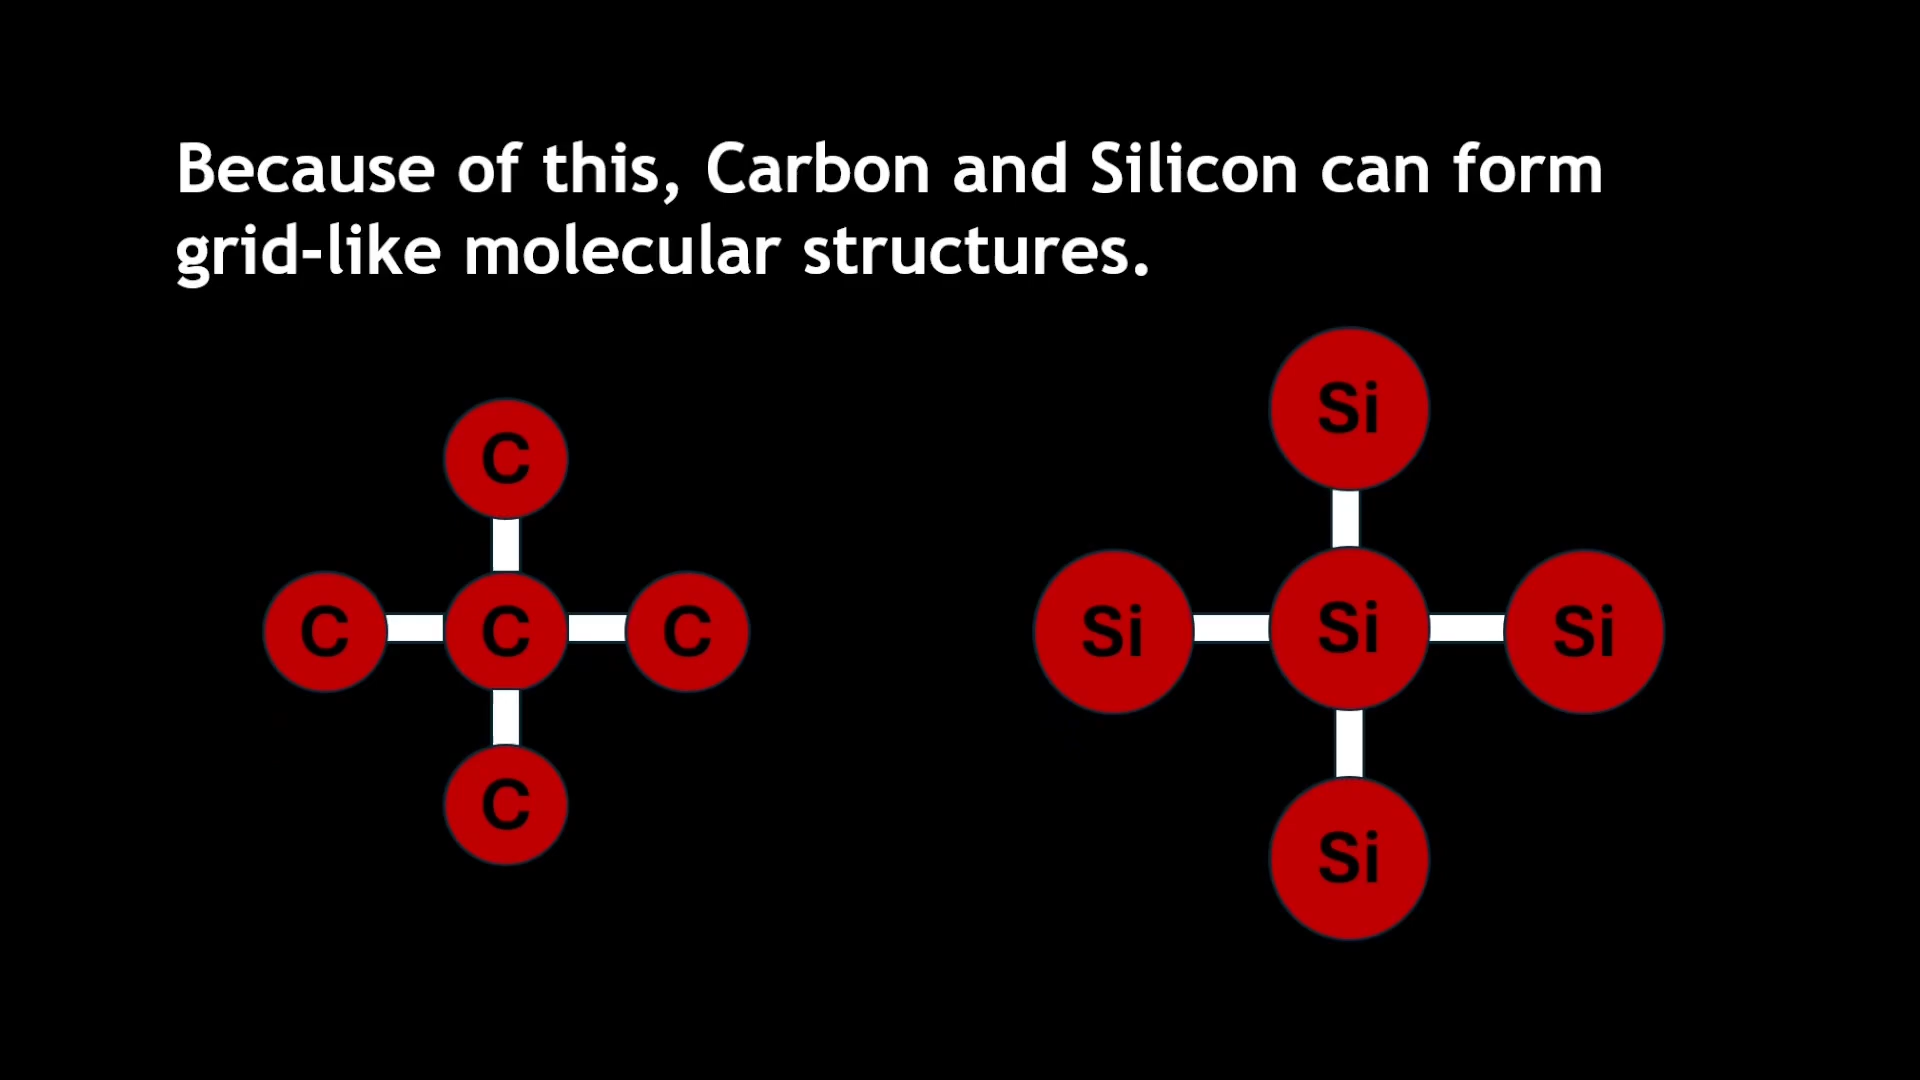 Because of this, Carbon and Silicon can form
grid-like molecular structures.
Si
C
Si Si Si
C C C
C
Si